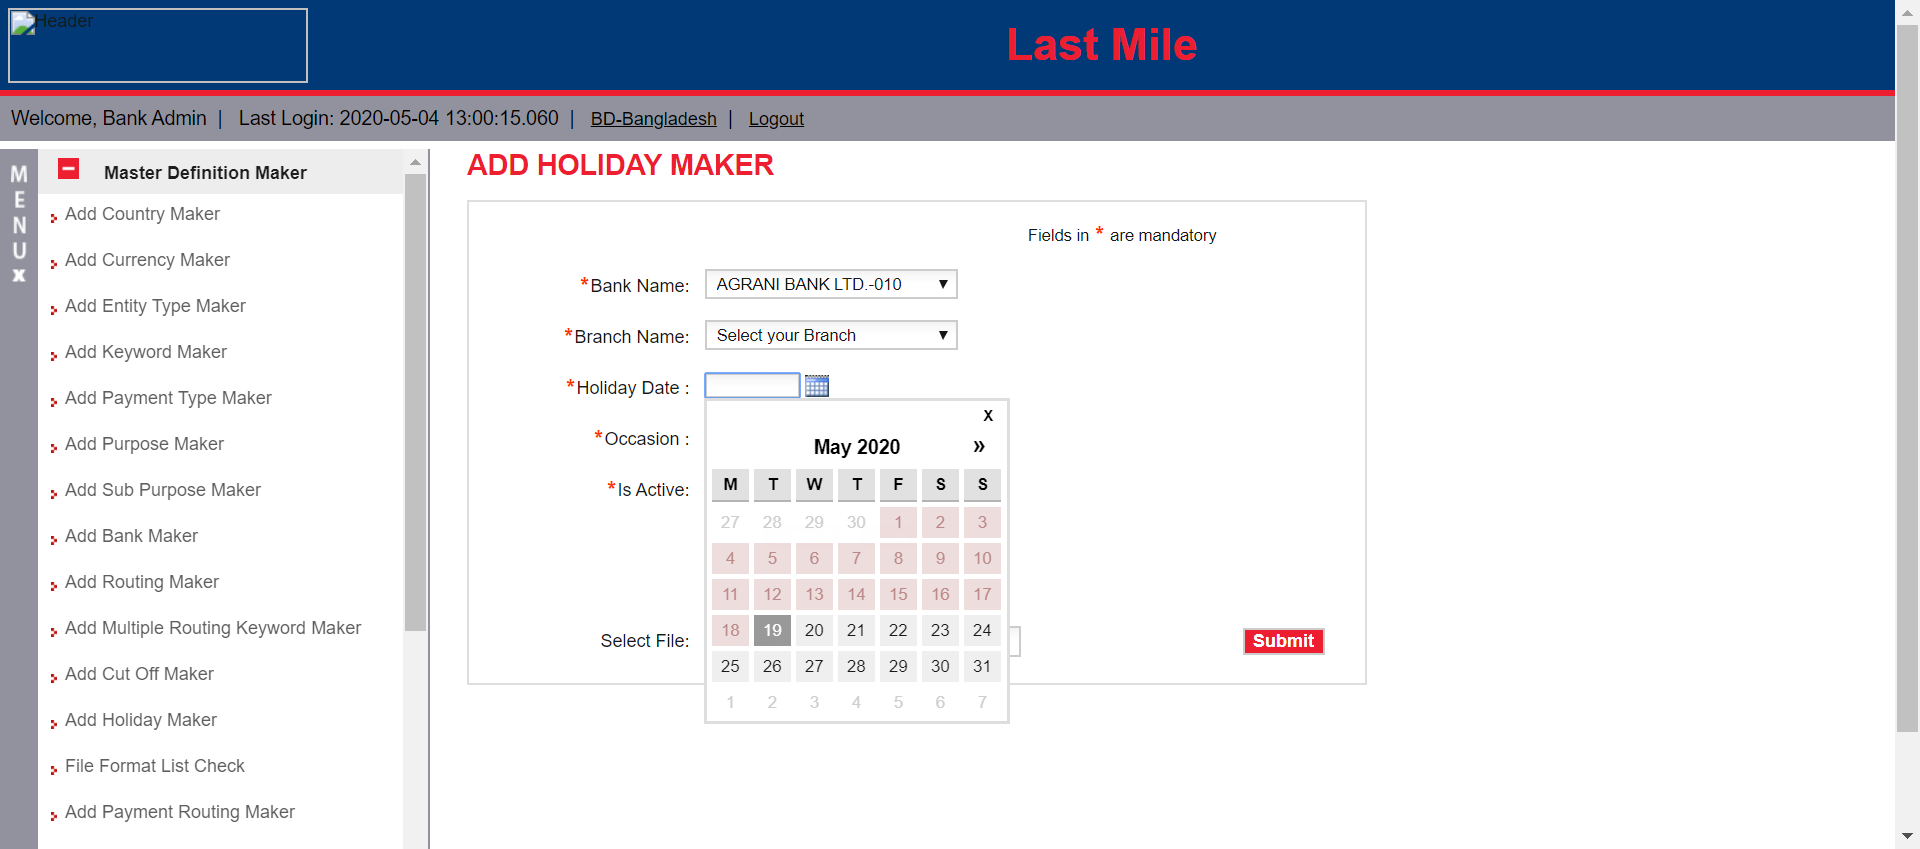 Header
Last Mile
Welcome, Bank Admin | Last Login: 2020-05-04 13:00:15.060 | BD-Bangladesh | Logout
MENU
x
Master Definition Maker
Add Country Maker
Add Currency Maker
Add Entity Type Maker
Add Keyword Maker
Add Payment Type Maker
Add Purpose Maker
Add Sub Purpose Maker
Add Bank Maker
Add Routing Maker
Add Multiple Routing Keyword Maker
Add Cut Off Maker
Add Holiday Maker
File Format List Check
Add Payment Routing Maker
ADD HOLIDAY MAKER
Fields in * are mandatory
*Bank Name: AGRANI BANK LTD.-010
*Branch Name: Select your Branch
*Holiday Date :
*Occasion :
*Is Active:
Select File:
Submit
X
May 2020 »
M T W T F S S
27 28 29 30 1 2 3
4 5 6 7 8 9 10
11 12 13 14 15 16 17
18 19 20 21 22 23 24
25 26 27 28 29 30 31
1 2 3 4 5 6 7